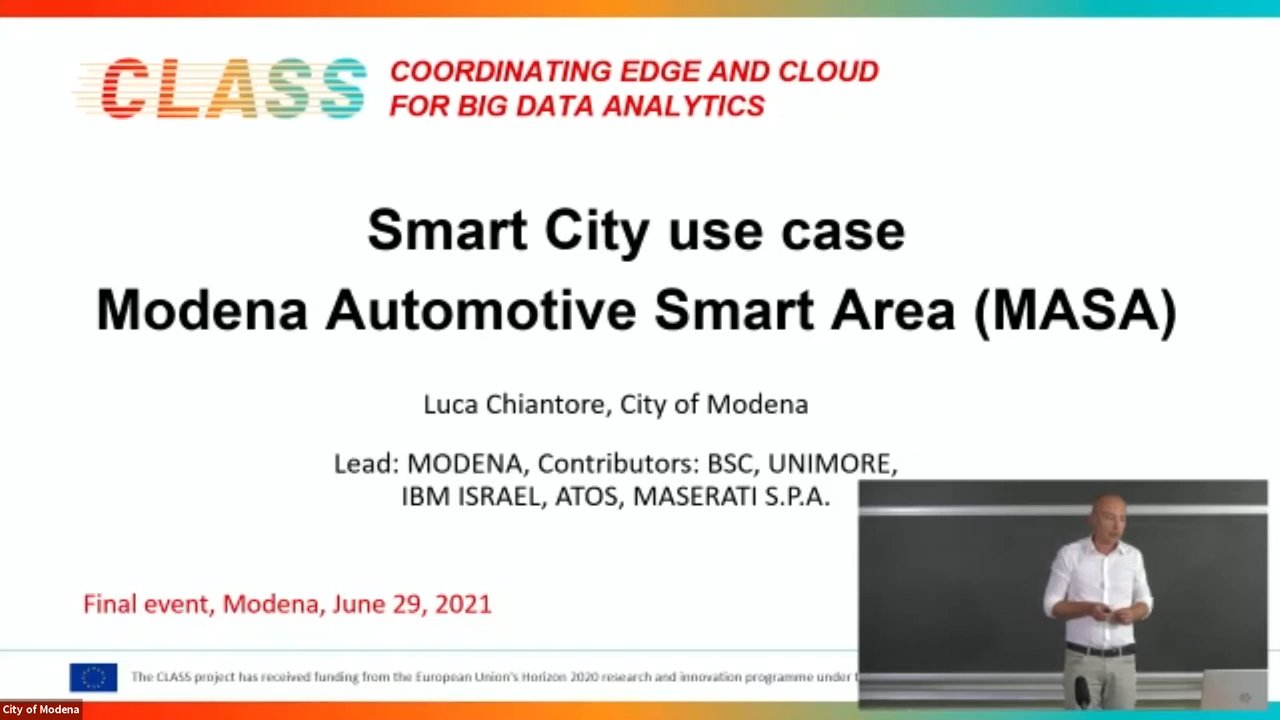 CLASS
COORDINATING EDGE AND CLOUD
FOR BIG DATA ANALYTICS
Smart City use case
Modena Automotive Smart Area (MASA)
Luca Chiantore, City of Modena
Lead: MODENA, Contributors: BSC, UNIMORE,
IBM ISRAEL, ATOS, MASERATI S.P.A.
Final event, Modena, June 29, 2021
The CLASS project has received funding from the European Union's Horizon 2020 research and innovation programme under
City of Modena